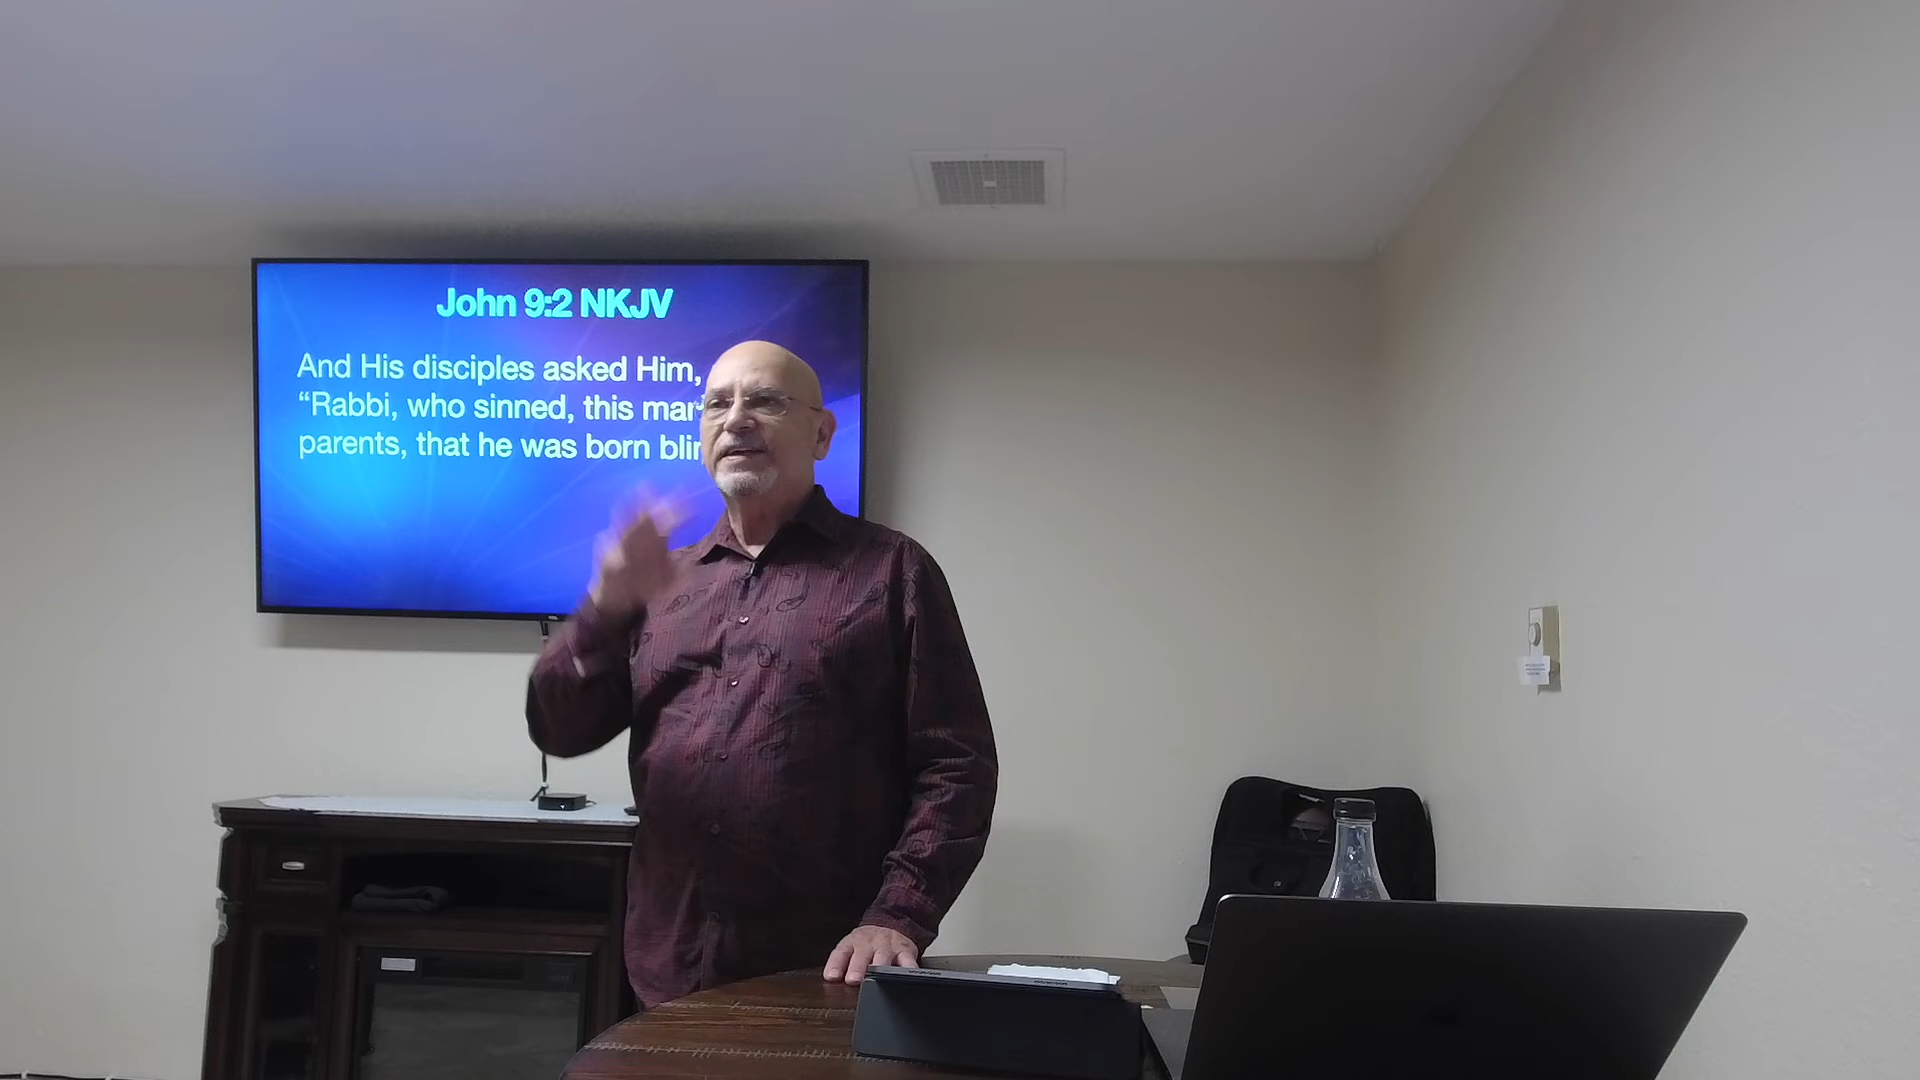 John 9:2 NKJV
And His disciples asked Him,
“Rabbi, who sinned, this
parents, that he was born